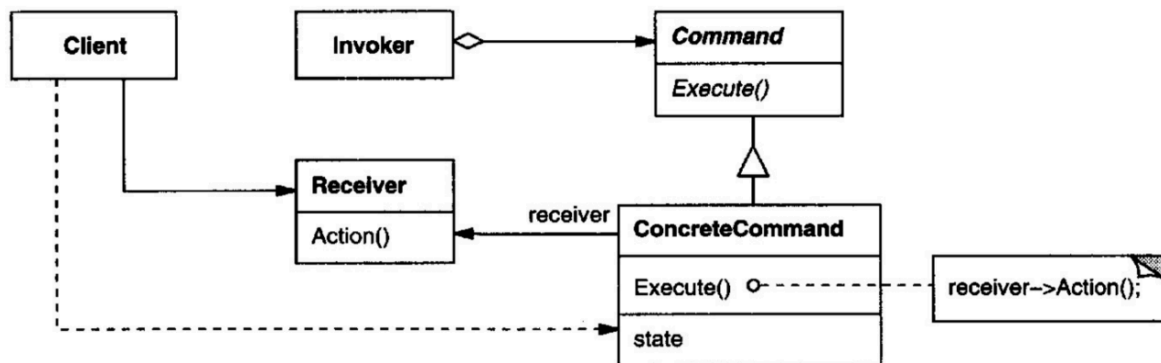 Client
Invoker
Command
Execute()
Receiver
Action()
receiver
ConcreteCommand
Execute()
receiver–>Action();
state